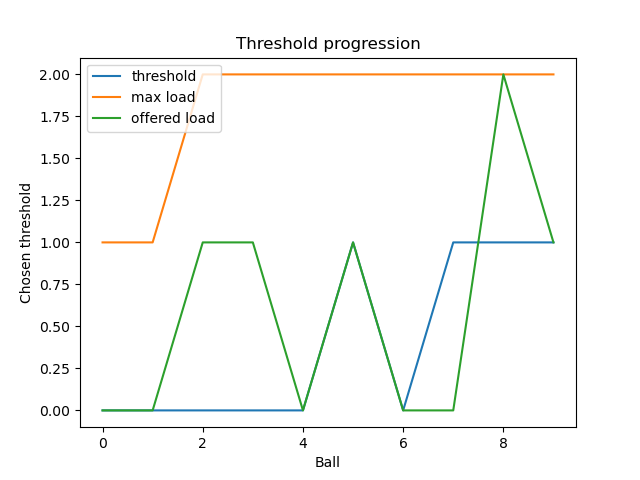 Threshold progression
threshold
max load
offered load
Chosen threshold
2.00
1.75
1.50
1.25
1.00
0.75
0.50
0.25
0.00
0 2 4 6 8
Ball